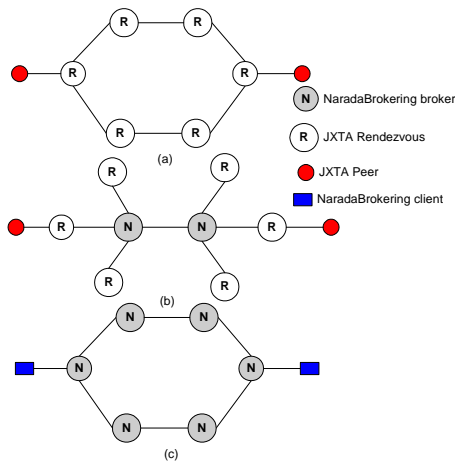 R R
R R
N NaradaBrokering broker
R JXTA Rendezvous
R R
(a)
JXTA Peer
R R
NaradaBrokering client
R N N R
R R
(b)
N N
N N
N N
(c)